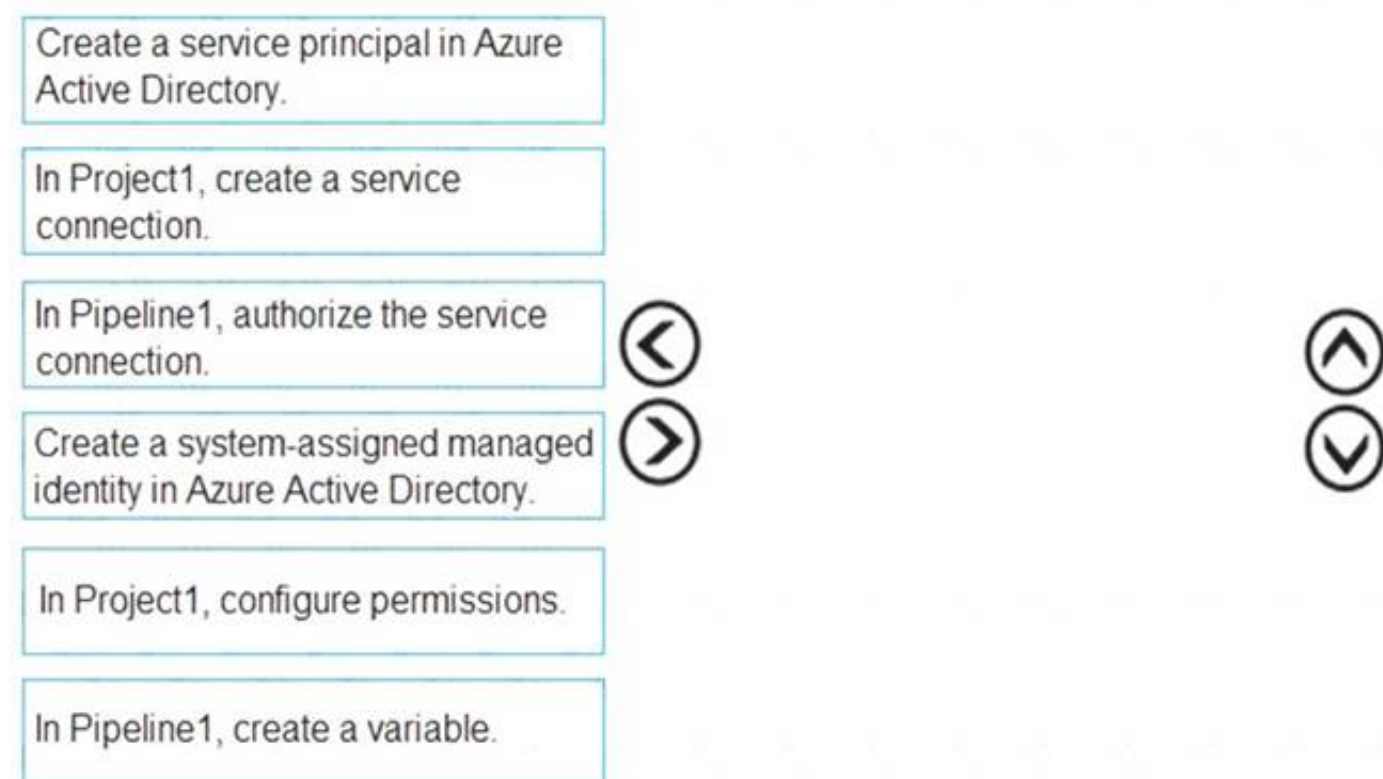 Create a service principal in Azure
Active Directory.
In Project1, create a service
connection.
In Pipeline1, authorize the service
connection.
Create a system-assigned managed
identity in Azure Active Directory.
In Project1, configure permissions.
In Pipeline1, create a variable.